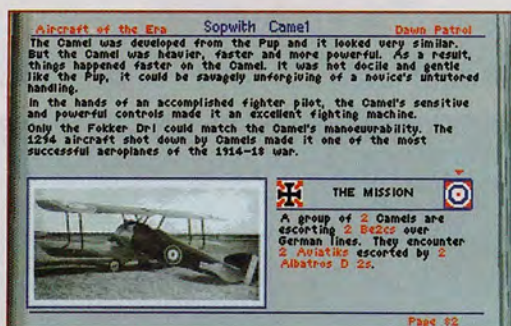 Aircraft of the Era Sopwith Camel Dawn Patrol
The Camel was developed from the Pup and it looked very similar.
But the Camel was heavier, faster and more powerful. As a result,
things happened faster on the Camel. It was not docile and gentle
like the Pup, it could be savagely unforgiving of a novice's untutored
handling.
In the hands of an accomplished fighter pilot, the Camel's sensitive
and powerful controls made it an excellent fighting machine.
Only the Fokker Dr1 could match the Camel's manoeuvrability. The
1294 aircraft shot down by Camels made it one of the most
successful aeroplanes of the 1914-18 war.
THE MISSION
A group of 2 Camels are
escorting 2 Be2cs over
German lines. They encounter
2 Aviatiks escorted by 2
Albatros D 2s.
Page